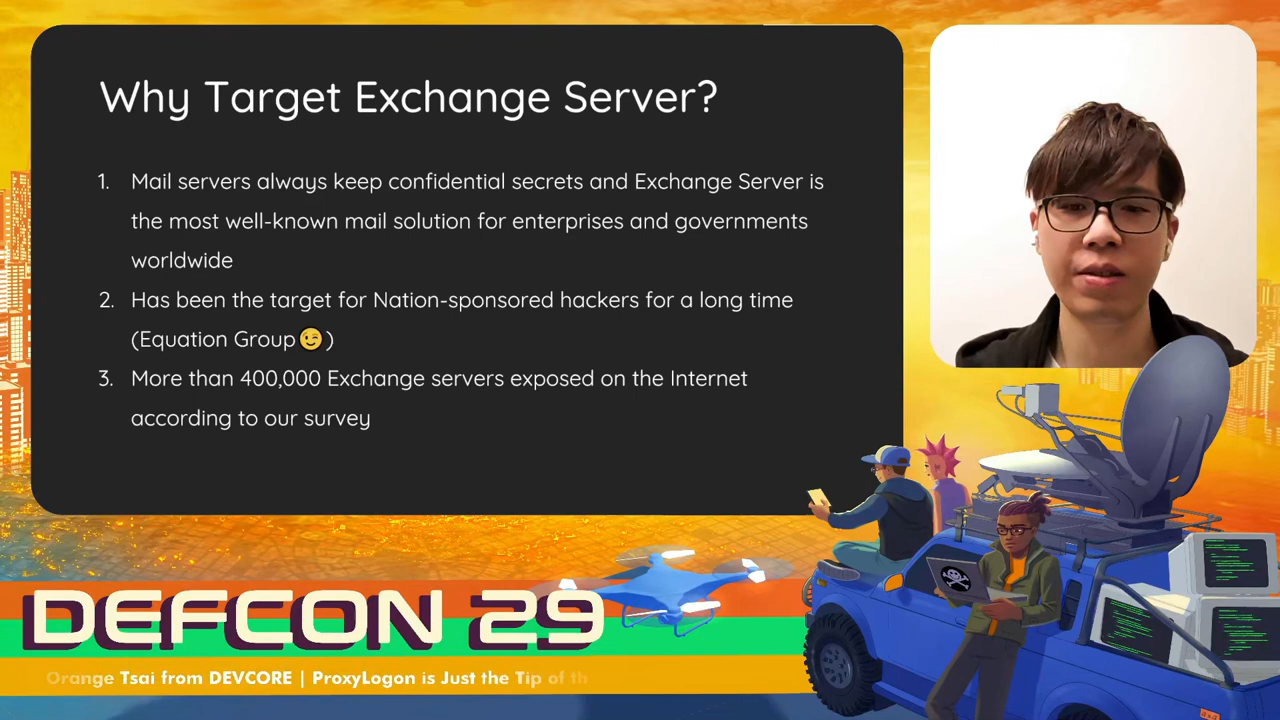 Why Target Exchange Server?
1. Mail servers always keep confidential secrets and Exchange Server is
the most well-known mail solution for enterprises and governments
worldwide
2. Has been the target for Nation-sponsored hackers for a long time
(Equation Group😉)
3. More than 400,000 Exchange servers exposed on the Internet
according to our survey
DEFCON 29
Orange Tsai from DEVCORE | ProxyLogon is Just the Tip of th